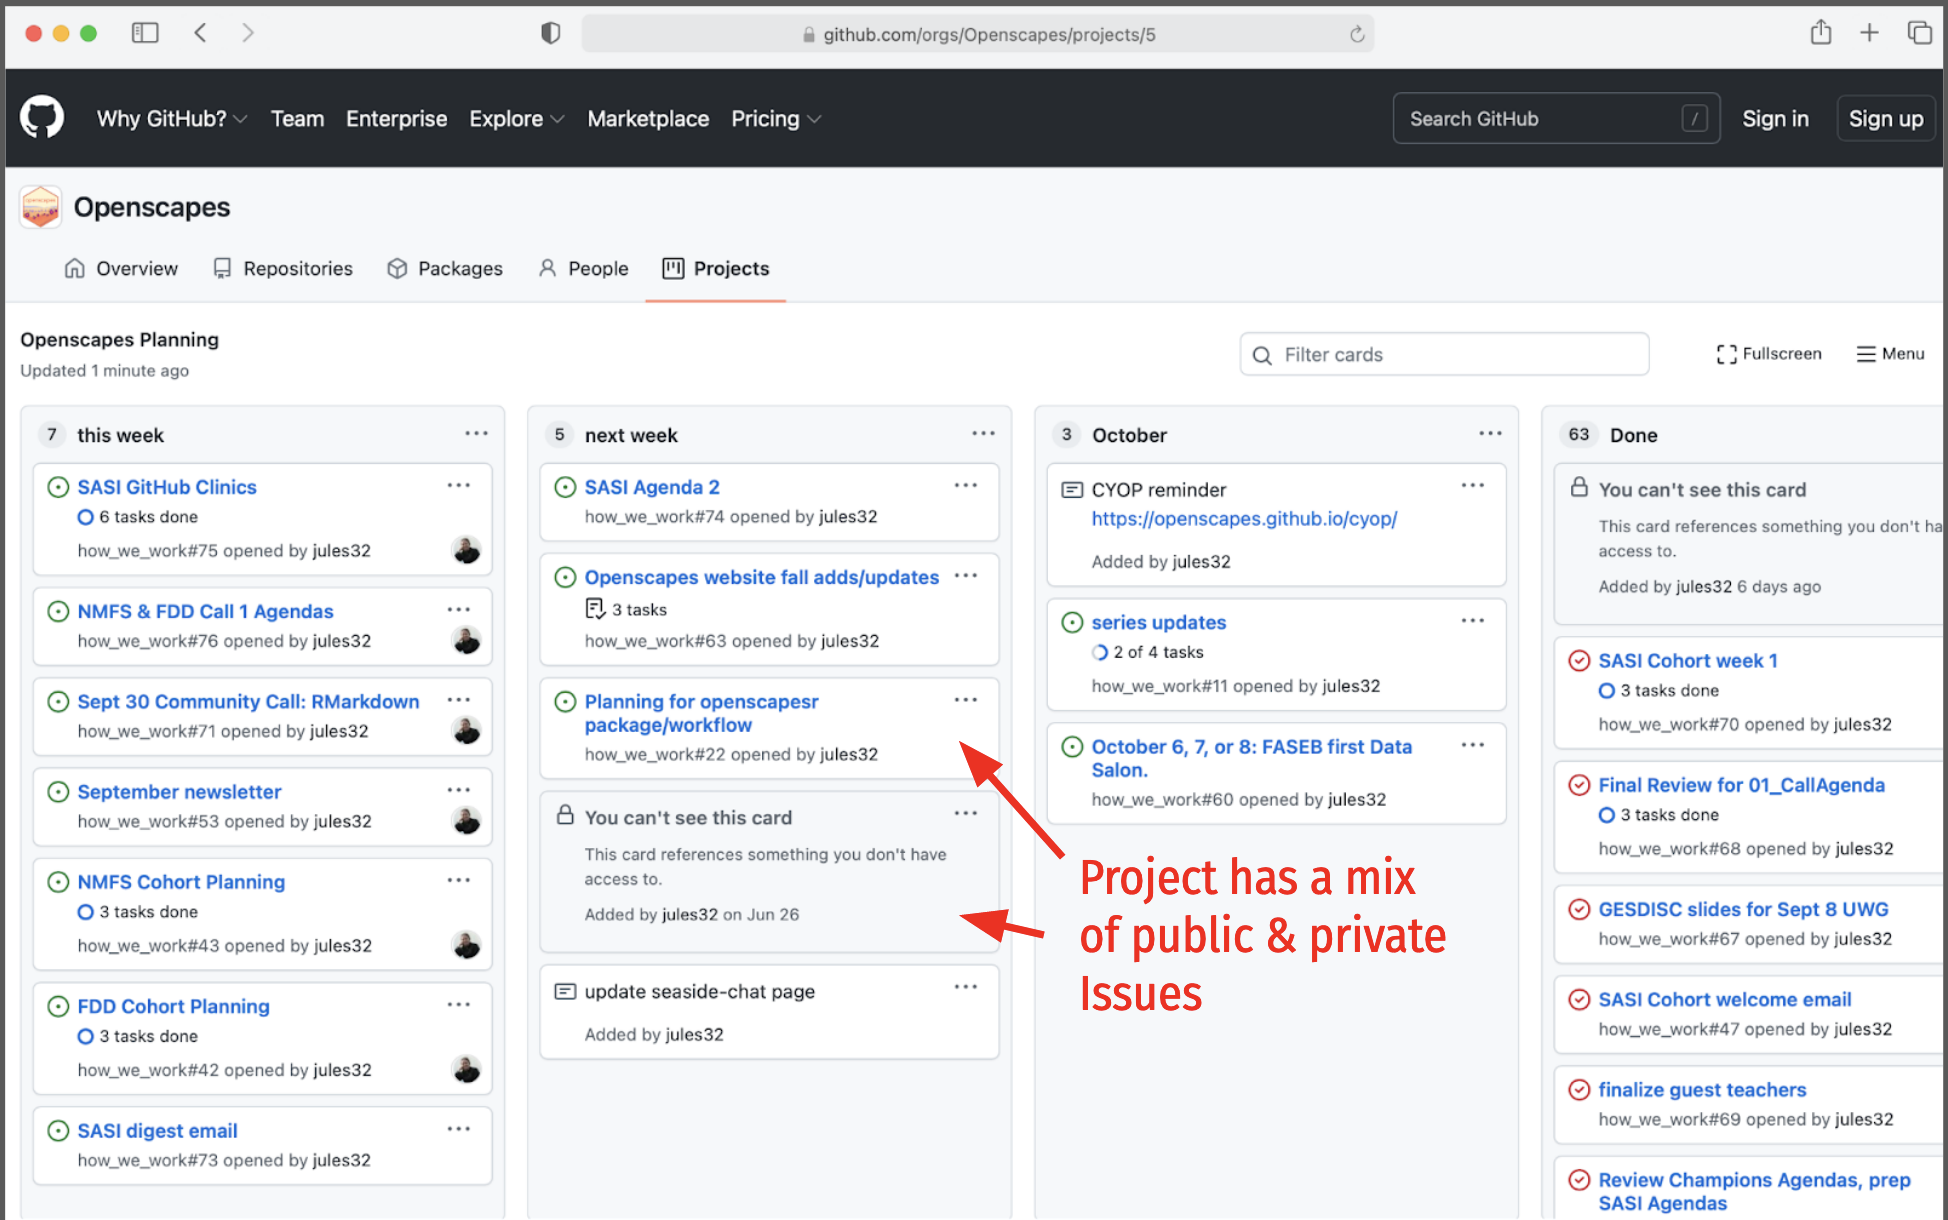 github.com/orgs/Openscapes/projects/5
Why GitHub? Team Enterprise Explore Marketplace Pricing Search GitHub / Sign in Sign up
Openscapes
Overview Repositories Packages People Projects
Openscapes Planning
Updated 1 minute ago
Filter cards
Fullscreen
Menu
7 this week
SASI GitHub Clinics
6 tasks done
how_we_work#75 opened by jules32
NMFS & FDD Call 1 Agendas
how_we_work#76 opened by jules32
Sept 30 Community Call: RMarkdown
how_we_work#71 opened by jules32
September newsletter
how_we_work#53 opened by jules32
NMFS Cohort Planning
3 tasks done
how_we_work#43 opened by jules32
FDD Cohort Planning
3 tasks done
how_we_work#42 opened by jules32
SASI digest email
how_we_work#73 opened by jules32
5 next week
SASI Agenda 2
how_we_work#74 opened by jules32
Openscapes website fall adds/updates
3 tasks
how_we_work#63 opened by jules32
Planning for openscapesr
package/workflow
how_we_work#22 opened by jules32
You can't see this card
This card references something you don't have
access to.
Added by jules32 on Jun 26
update seaside-chat page
Added by jules32
3 October
CYOP reminder
https://openscapes.github.io/cyop/
Added by jules32
series updates
2 of 4 tasks
how_we_work#11 opened by jules32
October 6, 7, or 8: FASEB first Data
Salon.
how_we_work#60 opened by jules32
Project has a mix
of public & private
Issues
63 Done
You can't see this card
This card references something you don't ha
access to.
Added by jules32 6 days ago
SASI Cohort week 1
3 tasks done
how_we_work#70 opened by jules32
Final Review for 01_CallAgenda
3 tasks done
how_we_work#68 opened by jules32
GESDISC slides for Sept 8 UWG
how_we_work#67 opened by jules32
SASI Cohort welcome email
how_we_work#47 opened by jules32
finalize guest teachers
how_we_work#69 opened by jules32
Review Champions Agendas, prep
SASI Agendas